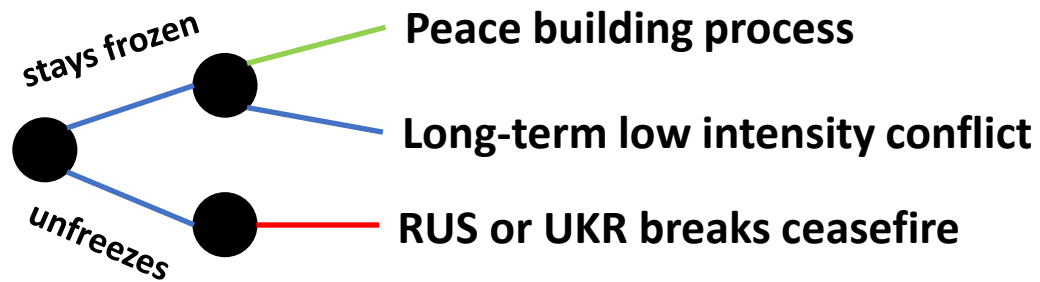 stays frozen
Peace building process
Long-term low intensity conflict
unfreezes
RUS or UKR breaks ceasefire